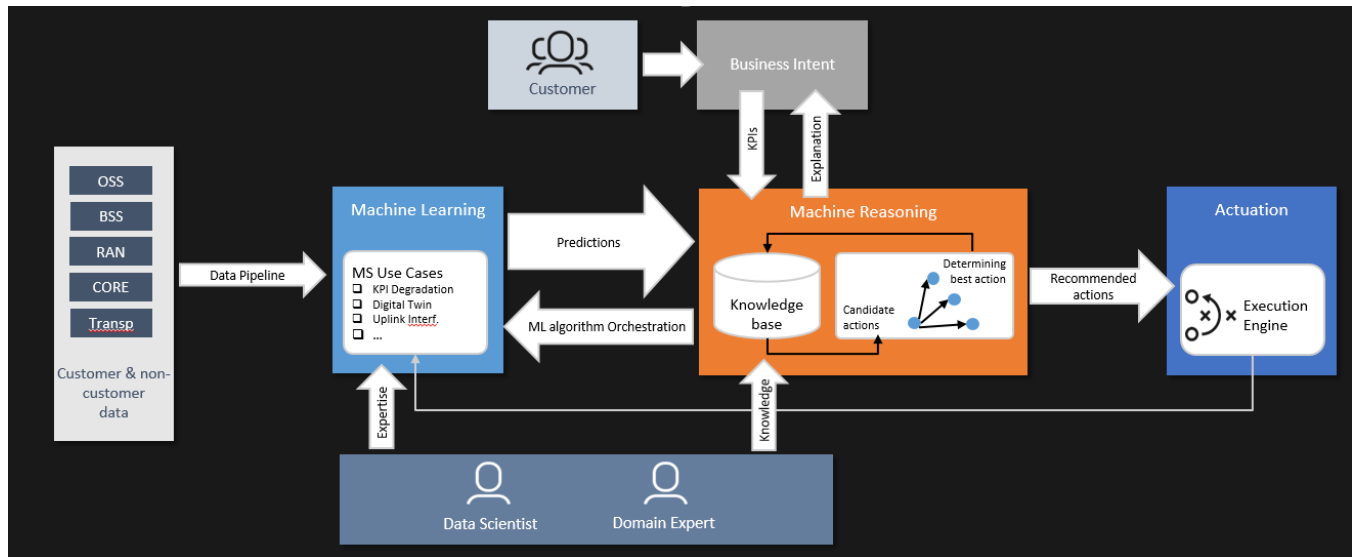 Customer
Business Intent
KPIs
Explanation
OSS
BSS
RAN
CORE
Transp
Customer & non-
customer
data
Data Pipeline
Machine Learning
MS Use Cases
KPI Degradation
Digital Twin
Uplink Interf.
...
Predictions
ML algorithm Orchestration
Machine Reasoning
Knowledge
base
Determining
best action
Candidate
actions
Recommended
actions
Actuation
Execution
Engine
Expertise
Knowledge
Data Scientist
Domain Expert